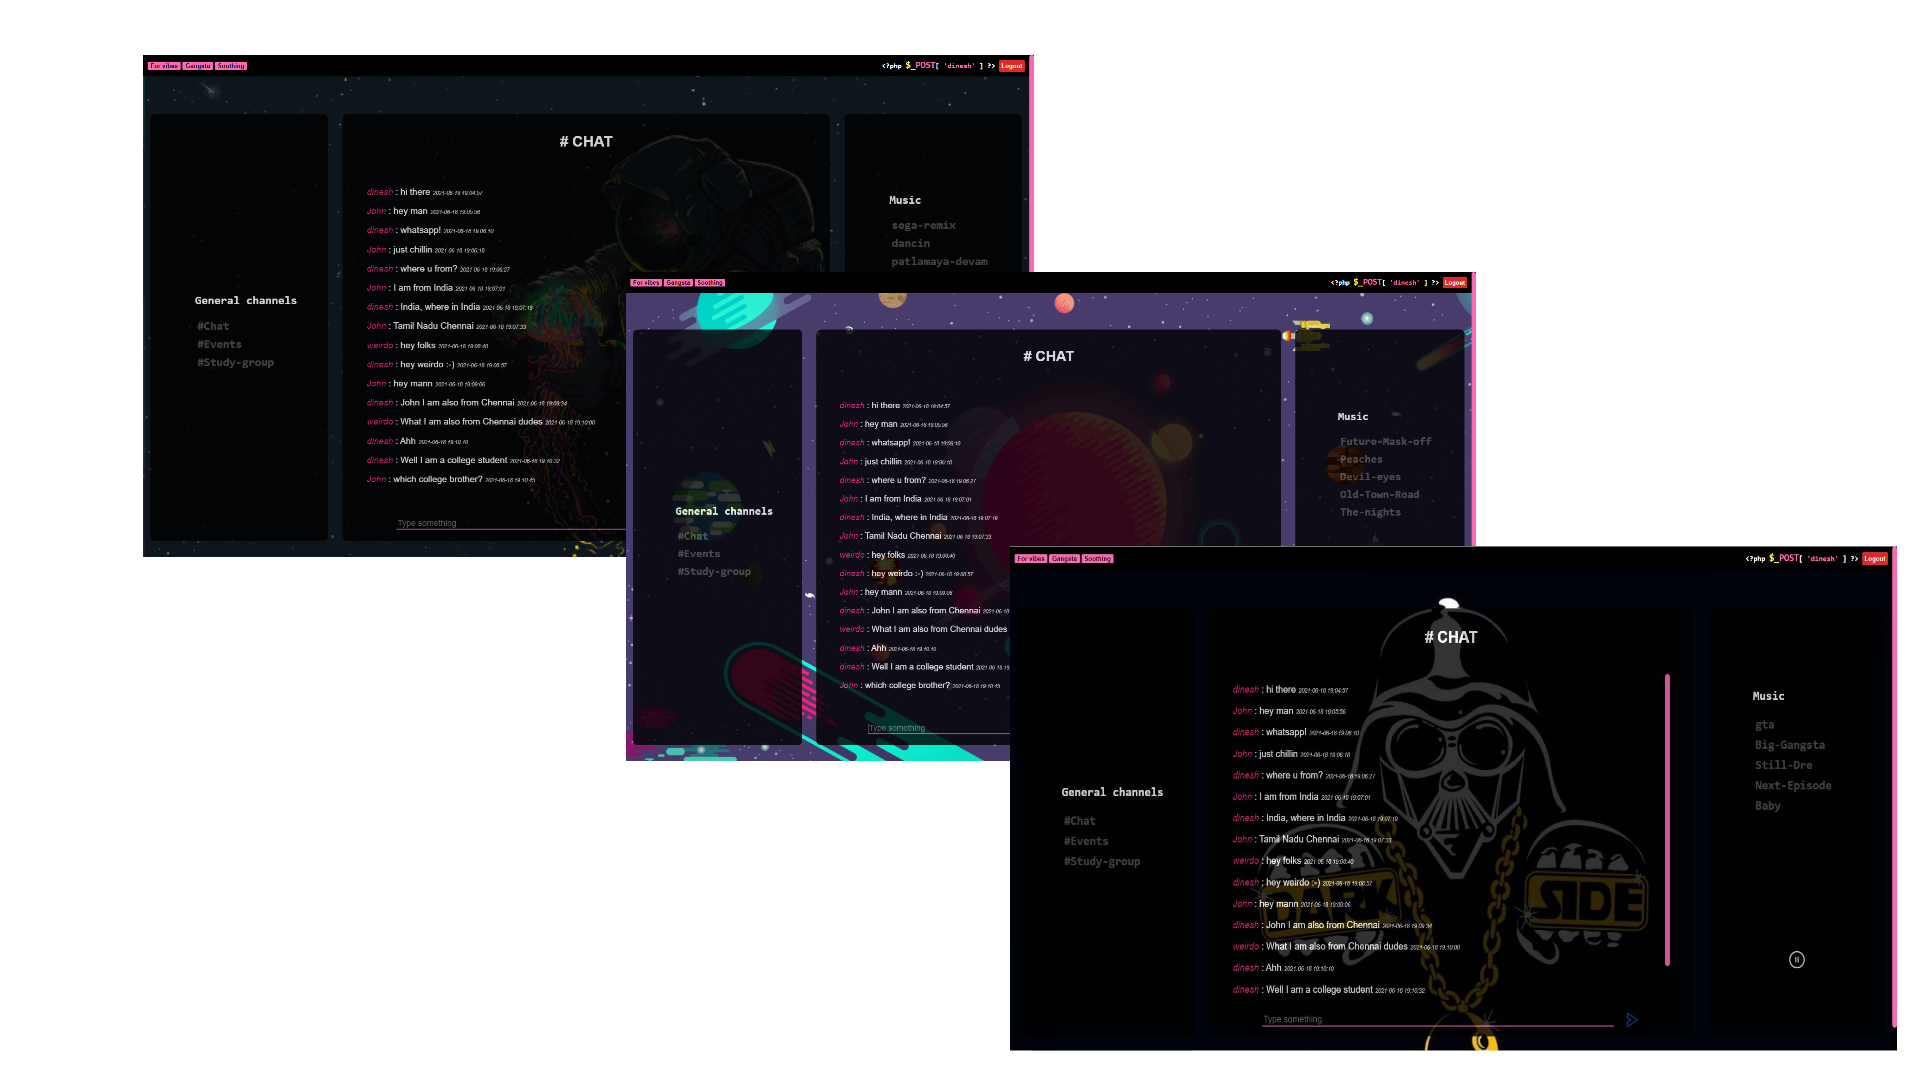 For vibes Gangsta Soothing
<?php $_POST[ 'dinesh' ] ?> Logout
General channels
#Chat
#Events
#Study-group
# CHAT
dinesh : hi there 2021-06-18 19:04:57
John : hey man 2021-06-18 19:05:56
dinesh : whatsapp! 2021-06-18 19:06:10
John : just chillin 2021-06-18 19:06:18
dinesh : where u from? 2021-06-18 19:06:27
John : I am from India 2021-06-18 19:07:01
dinesh : India, where in India 2021-06-18 19:07:19
John : Tamil Nadu Chennai 2021-06-18 19:07:33
weirdo : hey folks 2021-06-18 19:08:40
dinesh : hey weirdo :-) 2021-06-18 19:08:57
John : hey mann 2021-06-18 19:09:06
dinesh : John I am also from Chennai 2021-06-18 19:09:34
weirdo : What I am also from Chennai dudes 2021-06-18 19:10:00
dinesh : Ahh 2021-06-18 19:10:10
dinesh : Well I am a college student 2021-06-18 19:10:32
John : which college brother? 2021-06-18 19:10:43
Type something
Music
sega-remix
dancin
patlamaya-devam
For vibes Gangsta Soothing
<?php $_POST[ 'dinesh' ] ?> Logout
General channels
#Chat
#Events
#Study-group
# CHAT
dinesh : hi there 2021-06-18 19:04:57
John : hey man 2021-06-18 19:05:56
dinesh : whatsapp! 2021-06-18 19:06:10
John : just chillin 2021-06-18 19:06:18
dinesh : where u from? 2021-06-18 19:06:27
John : I am from India 2021-06-18 19:07:01
dinesh : India, where in India 2021-06-18 19:07:19
John : Tamil Nadu Chennai 2021-06-18 19:07:33
weirdo : hey folks 2021-06-18 19:08:40
dinesh : hey weirdo :-) 2021-06-18 19:08:57
John : hey mann 2021-06-18 19:09:06
dinesh : John I am also from Chennai 2021-06-18
weirdo : What I am also from Chennai dudes
dinesh : Ahh 2021-06-18 19:10:10
dinesh : Well I am a college student 2021-06-18 19:
John : which college brother? 2021-06-18 19:10:43
Type something
Music
Future-Mask-off
Peaches
Devil-eyes
Old-Town-Road
The-nights
For vibes Gangsta Soothing
<?php $_POST[ 'dinesh' ] ?> Logout
General channels
#Chat
#Events
#Study-group
# CHAT
dinesh : hi there 2021-06-18 19:04:57
John : hey man 2021-06-18 19:05:56
dinesh : whatsapp! 2021-06-18 19:06:10
John : just chillin 2021-06-18 19:06:18
dinesh : where u from? 2021-06-18 19:06:27
John : I am from India 2021-06-18 19:07:01
dinesh : India, where in India 2021-06-18 19:07:19
John : Tamil Nadu Chennai 2021-06-18 19:07:33
weirdo : hey folks 2021-06-18 19:08:40
dinesh : hey weirdo :-) 2021-06-18 19:08:57
John : hey mann 2021-06-18 19:09:06
dinesh : John I am also from Chennai 2021-06-18 19:09:34
weirdo : What I am also from Chennai dudes 2021-06-18 19:10:00
dinesh : Ahh 2021-06-18 19:10:10
dinesh : Well I am a college student 2021-06-18 19:10:32
Type something
DARK SIDE
Music
gta
Big-Gangsta
Still-Dre
Next-Episode
Baby